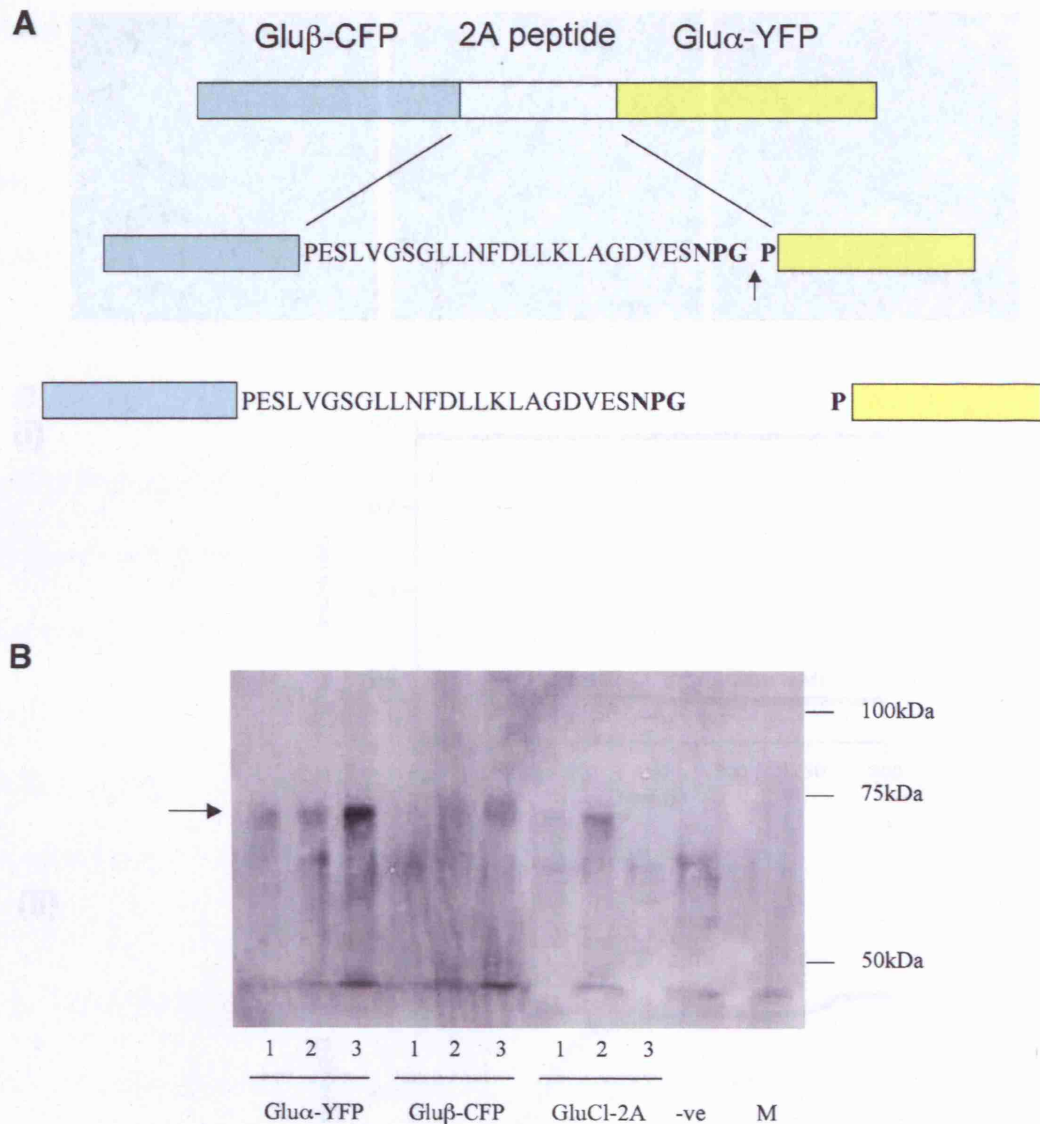 A
Gluβ-CFP 2A peptide Gluα-YFP
PESLVGSGLLNFDLLKLAGDVESNPG P
PESLVGSGLLNFDLLKLAGDVESNPG P
B
100kDa
75kDa
50kDa
1 2 3 1 2 3 1 2 3
Gluα-YFP Gluβ-CFP GluCl-2A -ve M